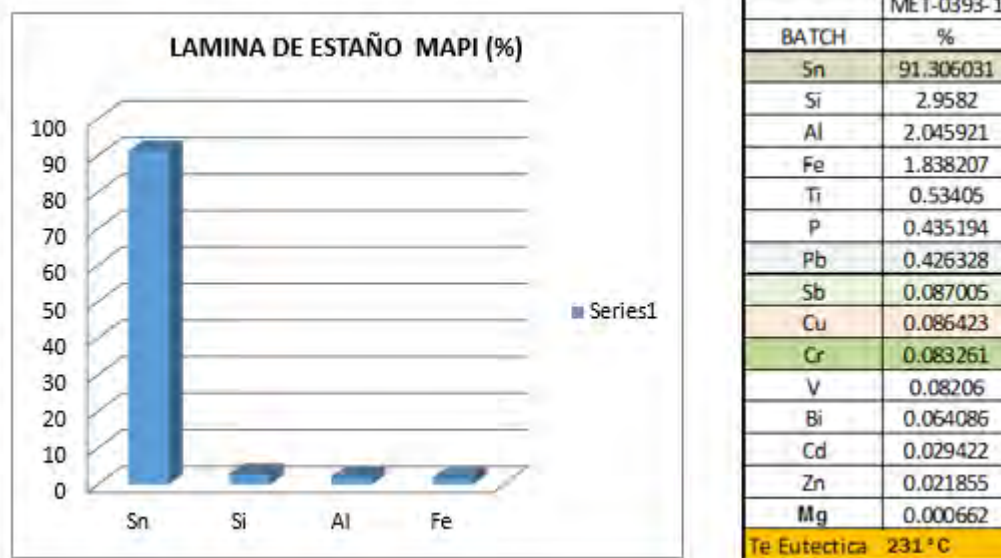 LAMINA DE ESTAÑO MAPI (%)
100
90
80
70
60
50
40
30
20
10
0
Sn Si Al Fe
Series1
MET-0393-1
BATCH %
Sn 91.306031
Si 2.9582
Al 2.045921
Fe 1.838207
Ti 0.53405
P 0.435194
Pb 0.426328
Sb 0.087005
Cu 0.086423
Cr 0.083261
V 0.08206
Bi 0.064086
Cd 0.029422
Zn 0.021855
Mg 0.000662
Te Eutectica 231°C